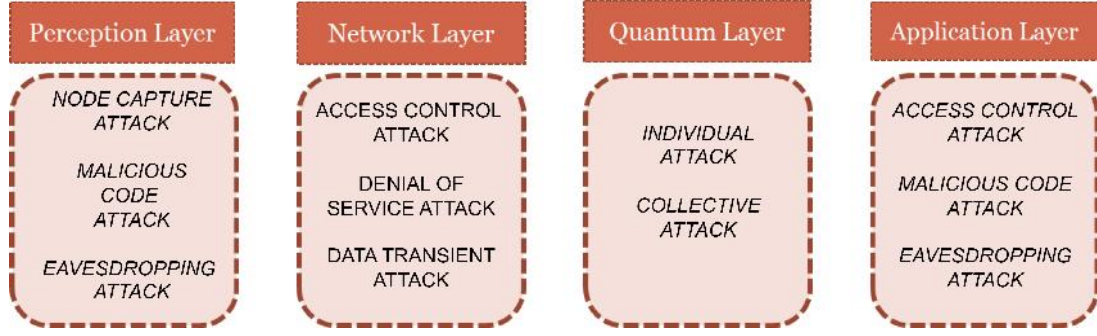 Perception Layer
NODE CAPTURE
ATTACK
MALICIOUS
CODE
ATTACK
EAVESDROPPING
ATTACK
Network Layer
ACCESS CONTROL
ATTACK
DENIAL OF
SERVICE ATTACK
DATA TRANSIENT
ATTACK
Quantum Layer
INDIVIDUAL
ATTACK
COLLECTIVE
ATTACK
Application Layer
ACCESS CONTROL
ATTACK
MALICIOUS CODE
ATTACK
EAVESDROPPING
ATTACK